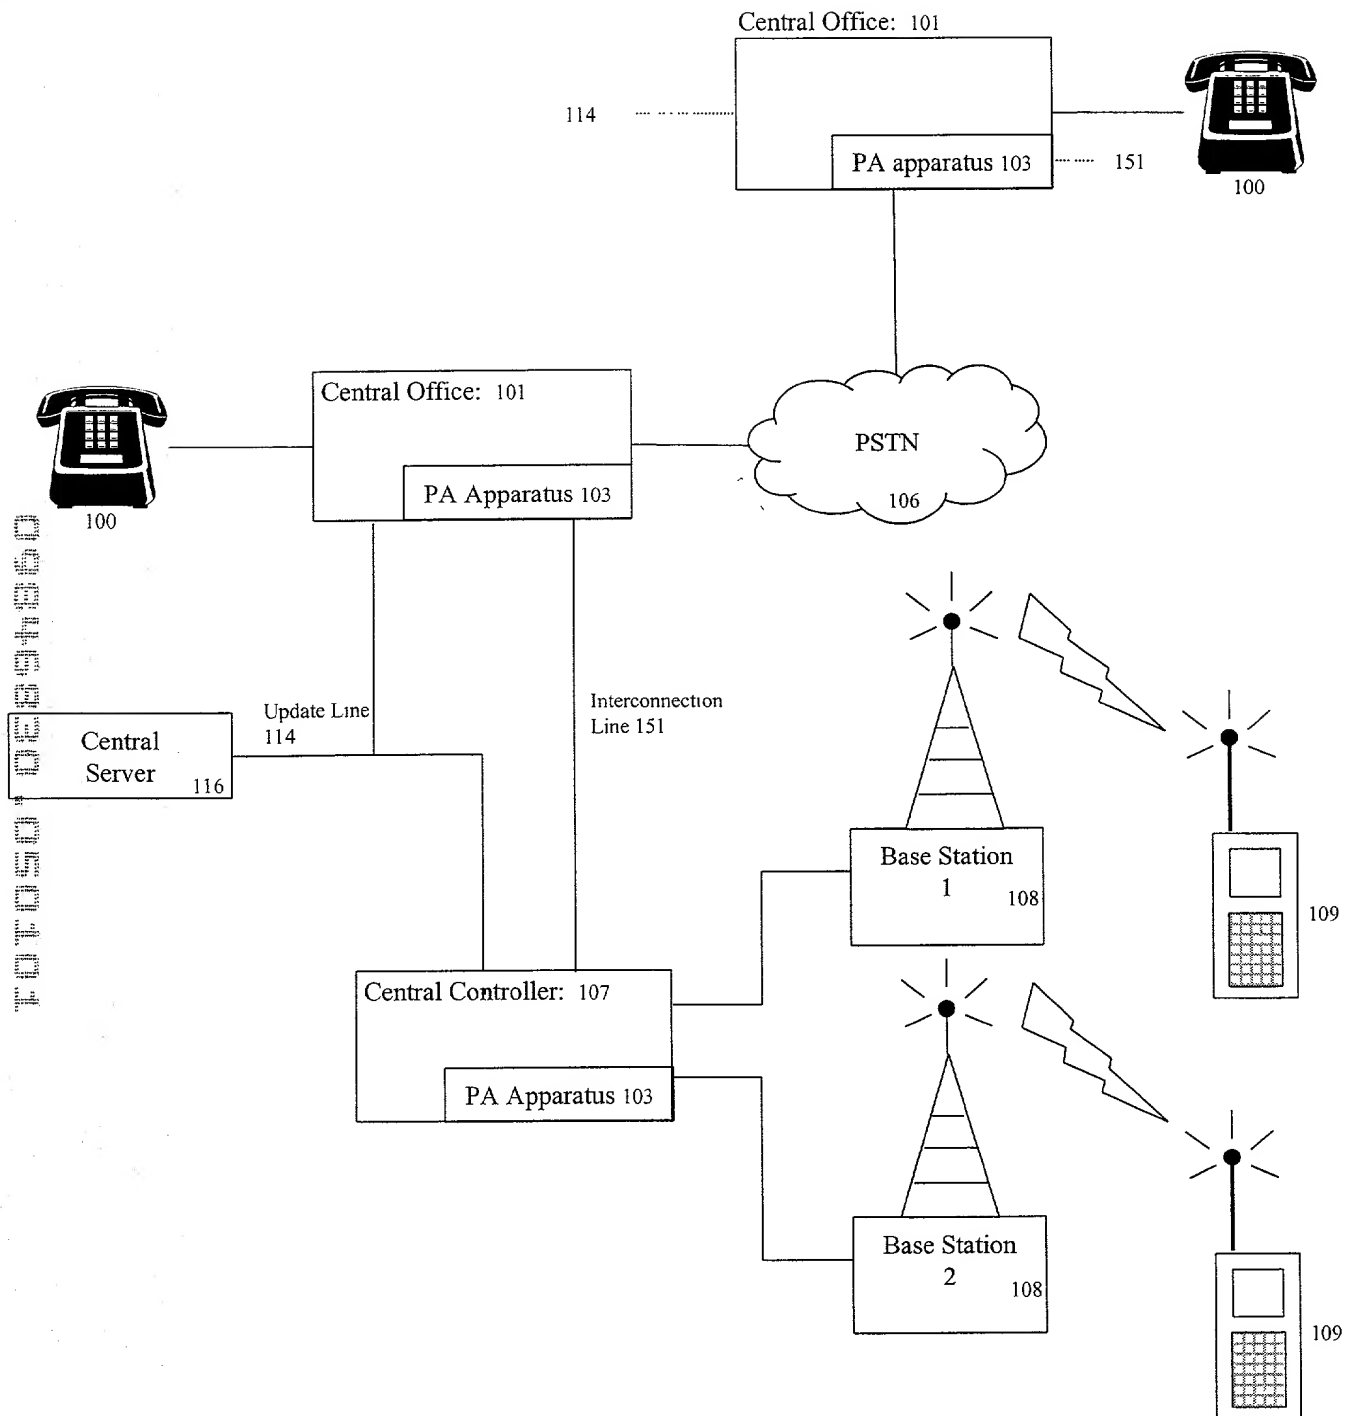 Central Office: 101
114
PA apparatus 103
151
100
Central Office: 101
PA Apparatus 103
100
PSTN
106
Update Line
114
Interconnection
Line 151
Central
Server
116
Base Station
1
108
109
Central Controller: 107
PA Apparatus 103
Base Station
2
108
109